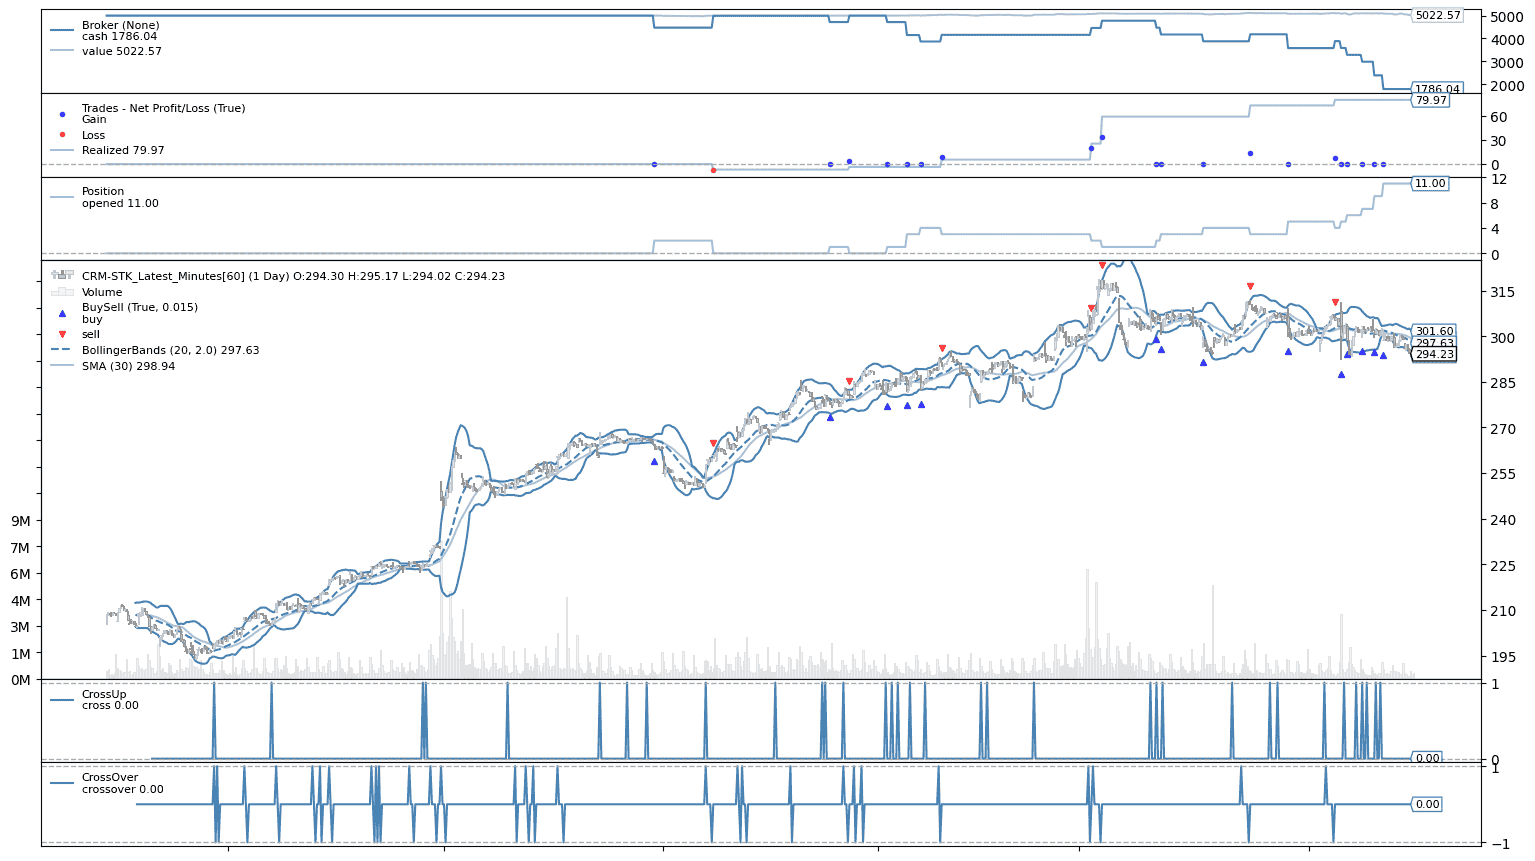 Broker (None)
cash 1786.04
value 5022.57
5022.57
5000
4000
3000
2000
1786.04
Trades - Net Profit/Loss (True)
Gain
Loss
Realized 79.97
79.97
60
30
0
Position
opened 11.00
11.00
12
8
4
0
CRM-STK_Latest_Minutes[60] (1 Day) O:294.30 H:295.17 L:294.02 C:294.23
Volume
BuySell (True, 0.015)
buy
sell
BollingerBands (20, 2.0) 297.63
SMA (30) 298.94
315
301.60
300
297.63
294.23
285
270
255
240
225
210
195
9M
7M
6M
4M
3M
1M
0M
CrossUp
cross 0.00
1
0.00
0
CrossOver
crossover 0.00
1
0.00
−1